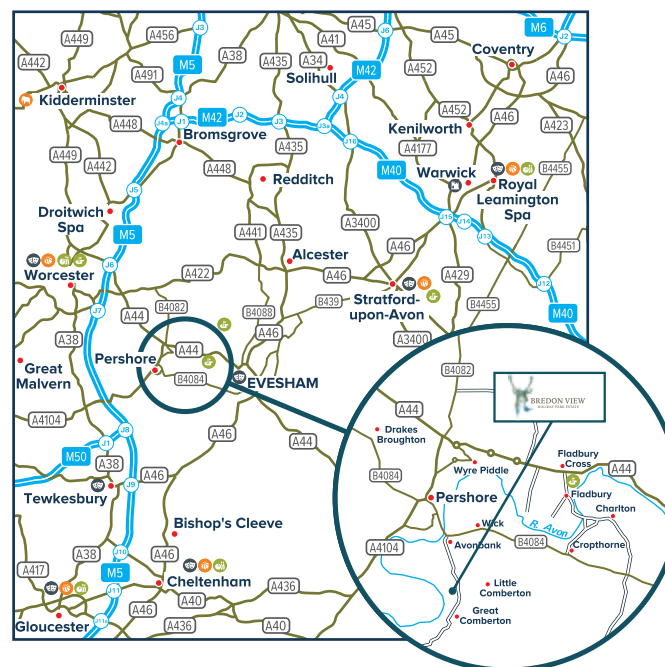 A449
A456
J3
A435
A41
J6
A45
A45
M6
J2
A442
M5
A38
A34
Solihull
M42
A452
Coventry
A46
A491
Kidderminster
J4
J4
A448
J4a
J1
M42
J2
J3
J3a
J16
Kenilworth
A452
A46
A423
Bromsgrove
A449
A435
A4177
B4455
A442
A448
M40
Warwick
J5
Redditch
Royal
Leamington
Spa
Droitwich
Spa
M5
A441
A435
A3400
J15
J14
J13
B4451
Worcester
J6
A422
Alcester
A46
A46
A429
J12
Stratford-
upon-Avon
B4455
M40
B4082
B4088
B439
J7
A44
A38
A46
A3400
Great
Malvern
Pershore
A44
B4084
EVESHAM
B4082
BREDON VIEW
HOLIDAY PARK ESTATE
A4104
J8
A46
A44
A44
Drakes
Broughton
M50
J1
A38
A46
J9
B4084
Wyre Piddle
Fladbury
Cross
A44
Tewkesbury
Fladbury
Pershore
Charlton
Bishop's Cleeve
Wick
R. Avon
A4104
Avonbank
B4084
Cropthorne
A417
A38
J10
A46
M5
Cheltenham
Little
Comberton
J11
A436
A40
Great
Comberton
Gloucester
A46
J11a
A436
A40